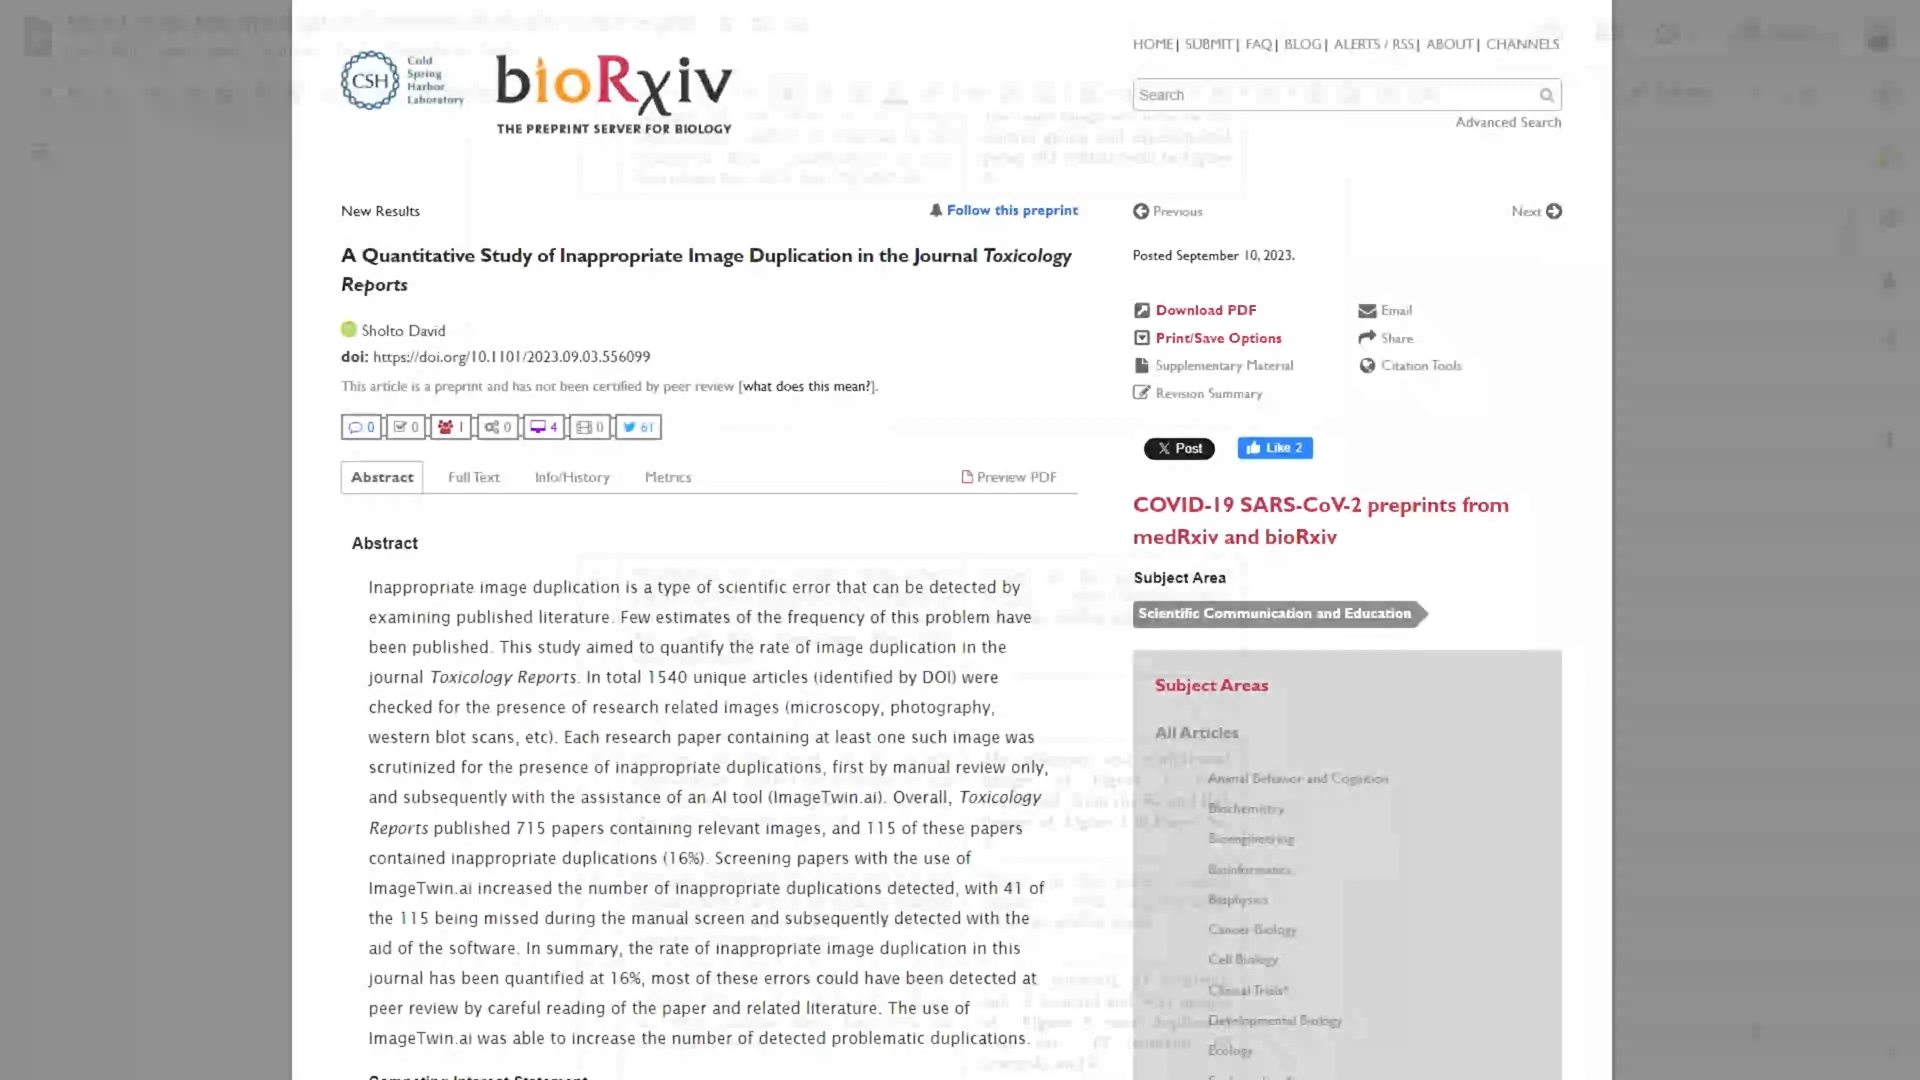 CSH
Cold
Spring
Harbor
Laboratory
bioRχiv
THE PREPRINT SERVER FOR BIOLOGY
HOME| SUBMIT| FAQ| BLOG| ALERTS / RSS| ABOUT| CHANNELS
Search
Advanced Search
New Results
Follow this preprint
A Quantitative Study of Inappropriate Image Duplication in the Journal Toxicology
Reports
Sholto David
doi: https://doi.org/10.1101/2023.09.03.556099
This article is a preprint and has not been certified by peer review [what does this mean?].
0 0 1 0 4 0 61
Abstract Full Text Info/History Metrics Preview PDF
Abstract
Inappropriate image duplication is a type of scientific error that can be detected by
examining published literature. Few estimates of the frequency of this problem have
been published. This study aimed to quantify the rate of image duplication in the
journal Toxicology Reports. In total 1540 unique articles (identified by DOI) were
checked for the presence of research related images (microscopy, photography,
western blot scans, etc). Each research paper containing at least one such image was
scrutinized for the presence of inappropriate duplications, first by manual review only,
and subsequently with the assistance of an AI tool (ImageTwin.ai). Overall, Toxicology
Reports published 715 papers containing relevant images, and 115 of these papers
contained inappropriate duplications (16%). Screening papers with the use of
ImageTwin.ai increased the number of inappropriate duplications detected, with 41 of
the 115 being missed during the manual screen and subsequently detected with the
aid of the software. In summary, the rate of inappropriate image duplication in this
journal has been quantified at 16%, most of these errors could have been detected at
peer review by careful reading of the paper and related literature. The use of
ImageTwin.ai was able to increase the number of detected problematic duplications.
Competing Interest Statement
Previous
Next
Posted September 10, 2023.
Download PDF
Print/Save Options
Supplementary Material
Revision Summary
Email
Share
Citation Tools
X Post
Like 2
COVID-19 SARS-CoV-2 preprints from
medRxiv and bioRxiv
Subject Area
Scientific Communication and Education
Subject Areas
All Articles
Animal Behavior and Cognition
Biochemistry
Bioengineering
Bioinformatics
Biophysics
Cancer Biology
Cell Biology
Clinical Trials*
Developmental Biology
Ecology